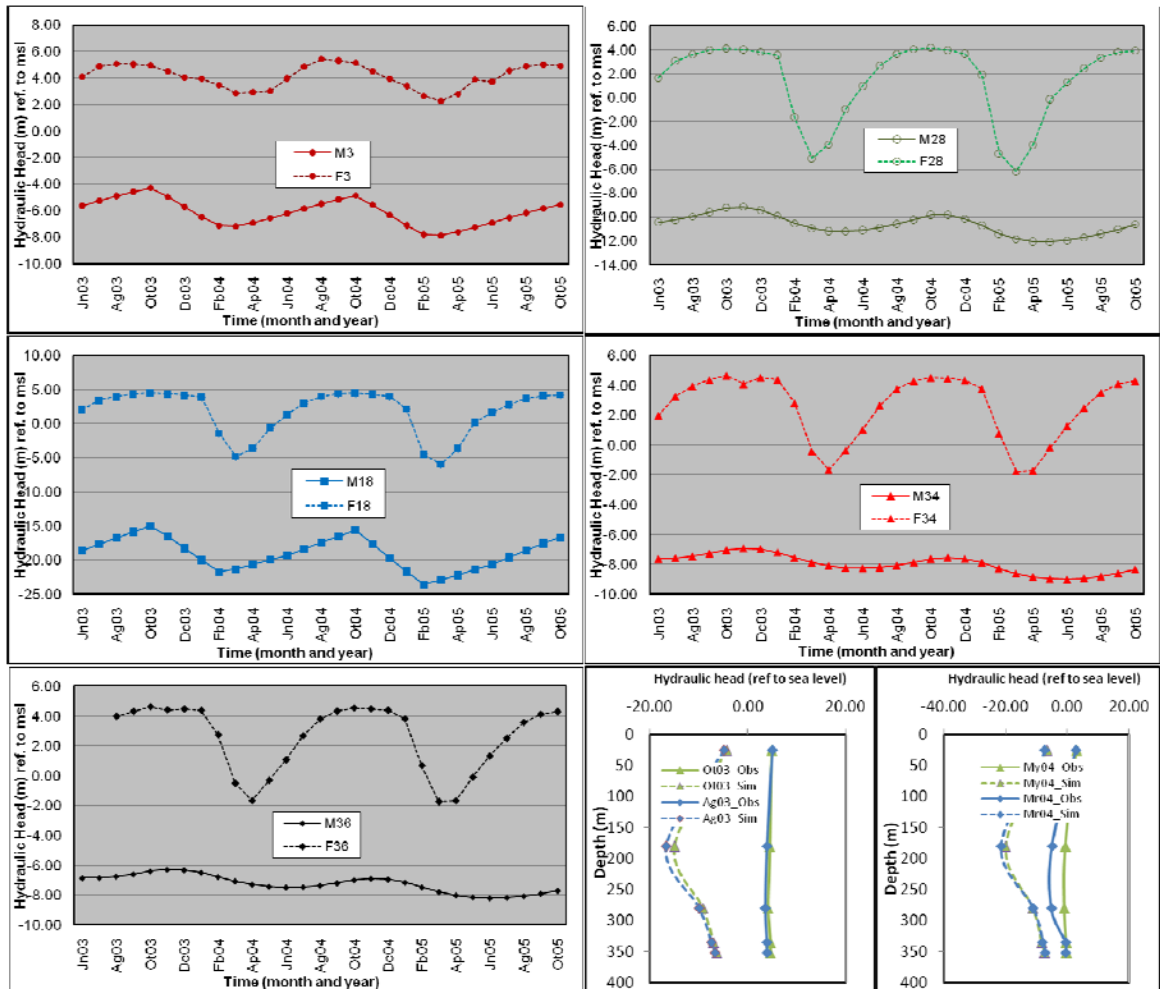 Hydraulic Head (m) ref. to msl
8.00
6.00
4.00
2.00
0.00
-2.00
-4.00
-6.00
-8.00
-10.00
M3
F3
Jn03 Ag03 Ot03 Dc03 Fb04 Ap04 Jn04 Ag04 Ot04 Dc04 Fb05 Ap05 Jn05 Ag05 Ot05
Time (month and year)
Hydraulic Head (m) ref. to msl
6.00
4.00
2.00
0.00
-2.00
-4.00
-6.00
-8.00
-10.00
-12.00
-14.00
M28
F28
Jn03 Ag03 Ot03 Dc03 Fb04 Ap04 Jn04 Ag04 Ot04 Dc04 Fb05 Ap05 Jn05 Ag05 Ot05
Time (month and year)
Hydraulic Head (m) ref. to msl
10.00
5.00
0.00
-5.00
-10.00
-15.00
-20.00
-25.00
M18
F18
Jn03 Ag03 Ot03 Dc03 Fb04 Ap04 Jn04 Ag04 Ot04 Dc04 Fb05 Ap05 Jn05 Ag05 Ot05
Time (month and year)
Hydraulic Head (m) ref. to msl
6.00
4.00
2.00
0.00
-2.00
-4.00
-6.00
-8.00
-10.00
M34
F34
Jn03 Ag03 Ot03 Dc03 Fb04 Ap04 Jn04 Ag04 Ot04 Dc04 Fb05 Ap05 Jn05 Ag05 Ot05
Time (month and year)
Hydraulic Head (m) ref. to msl
6.00
4.00
2.00
0.00
-2.00
-4.00
-6.00
-8.00
-10.00
M36
F36
Jn03 Ag03 Ot03 Dc03 Fb04 Ap04 Jn04 Ag04 Ot04 Dc04 Fb05 Ap05 Jn05 Ag05 Ot05
Time (month and year)
Hydraulic head (ref to sea level)
-20.00 0.00 20.00
Depth (m)
0
50
100
150
200
250
300
350
400
Ot03_Obs
Ot03_Sim
Ag03_Obs
Ag03_Sim
Hydraulic head (ref to sea level)
-40.00 -20.00 0.00 20.00
Depth (m)
0
50
100
150
200
250
300
350
400
My04_Obs
My04_Sim
Mr04_Obs
Mr04_Sim